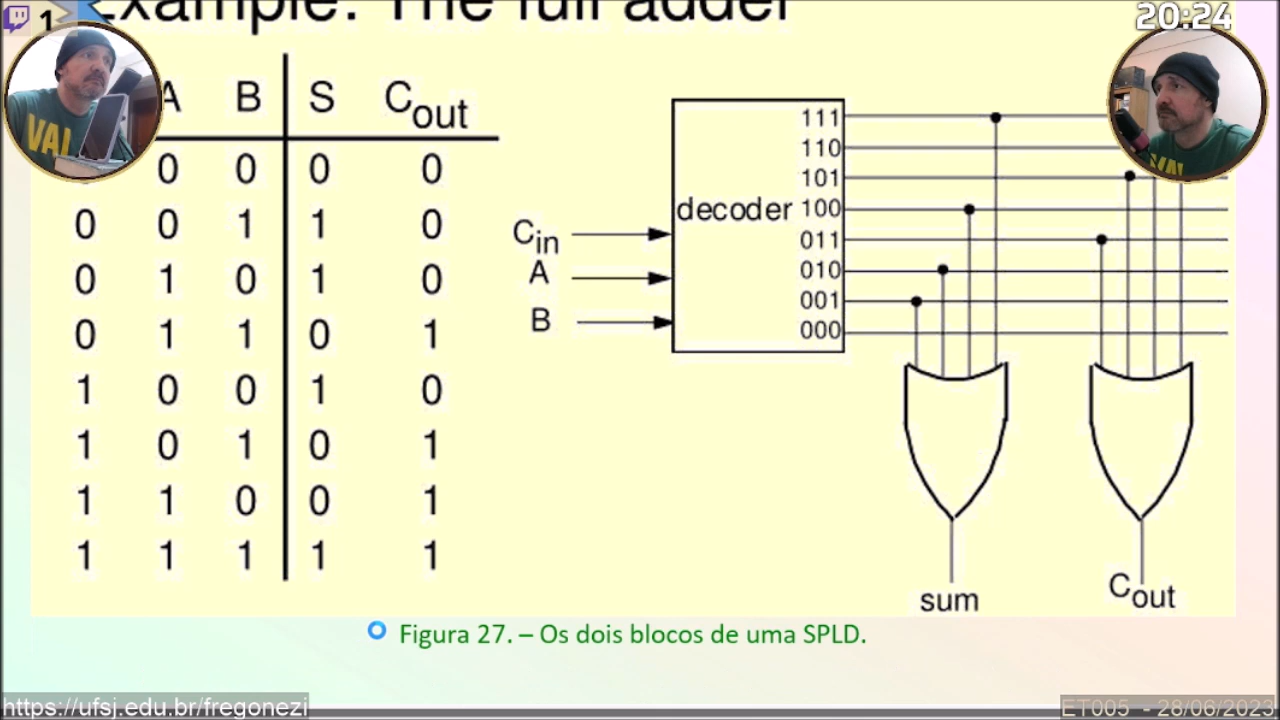 1
20:24
Example: The full adder
A B S Cout
0 0 0 0
0 0 1 1 0
0 1 0 1 0
0 1 1 0 1
1 0 0 1 0
1 0 1 0 1
1 1 0 0 1
1 1 1 1 1
Cin
A
B
decoder
111
110
101
100
011
010
001
000
sum
Cout
VAL
Figura 27. – Os dois blocos de uma SPLD.
https://ufsj.edu.br/fregonezi
ET005 - 28/06/2023